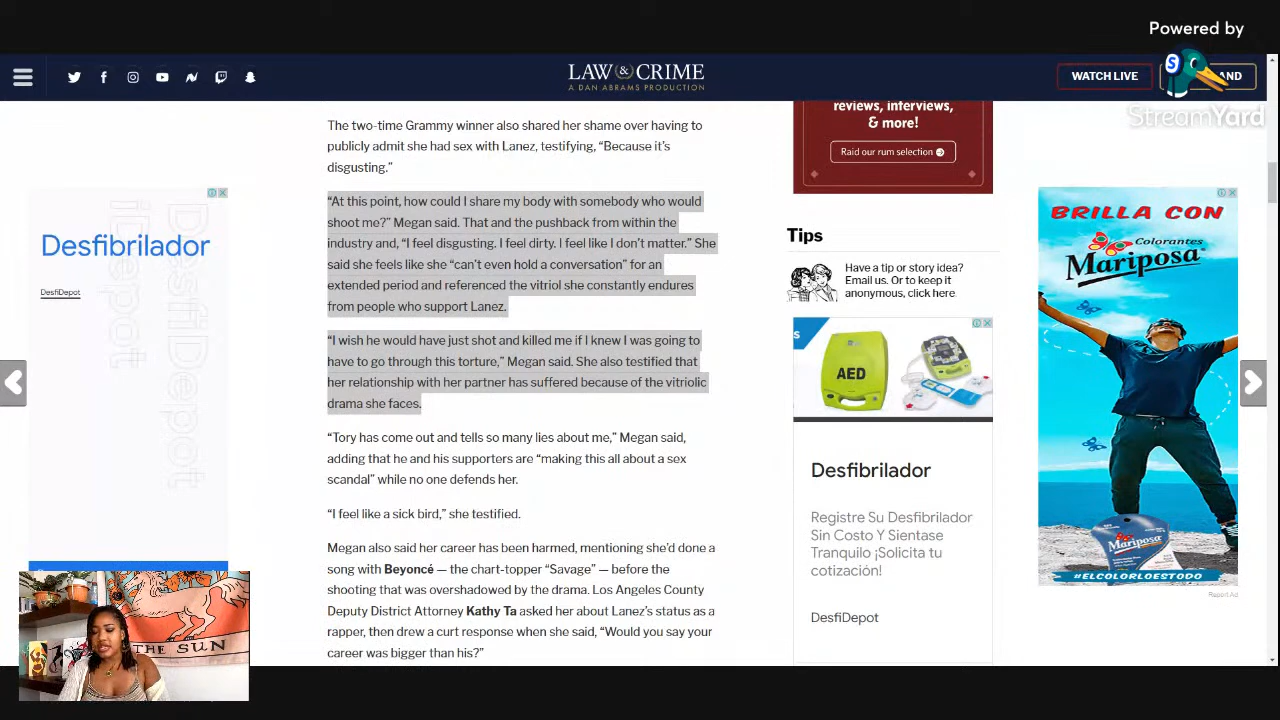 Powered by
StreamYard
S
LAW & CRIME
A DAN ABRAMS PRODUCTION
WATCH LIVE
AND
The two-time Grammy winner also shared her shame over having to
publicly admit she had sex with Lanez, testifying, “Because it’s
disgusting.”
“At this point, how could I share my body with somebody who would
shoot me?” Megan said. That and the pushback from within the
industry and, “I feel disgusting. I feel dirty. I feel like I don’t matter.” She
said she feels like she “can’t even hold a conversation” for an
extended period and referenced the vitriol she constantly endures
from people who support Lanez.
“I wish he would have just shot and killed me if I knew I was going to
have to go through this torture,” Megan said. She also testified that
her relationship with her partner has suffered because of the vitriolic
drama she faces.
“Tory has come out and tells so many lies about me,” Megan said,
adding that he and his supporters are “making this all about a sex
scandal” while no one defends her.
“I feel like a sick bird,” she testified.
Megan also said her career has been harmed, mentioning she’d done a
song with Beyoncé — the chart-topper “Savage” — before the
shooting that was overshadowed by the drama. Los Angeles County
Deputy District Attorney Kathy Ta asked her about Lanez’s status as a
rapper, then drew a curt response when she said, “Would you say your
career was bigger than his?”
Desfibrilador
DesfiDepot
Desfibrilador
DesfiDepot
reviews, interviews,
& more!
Raid our rum selection
Tips
Have a tip or story idea?
Email us. Or to keep it
anonymous, click here.
AED
Desfibrilador
Registre Su Desfibrilador
Sin Costo Y Sientase
Tranquilo ¡Solicita tu
cotización!
DesfiDepot
BRILLA CON
Colorantes
Mariposa
Mariposa
#ELCOLORLOESTODO
Report Ad
THE SUN